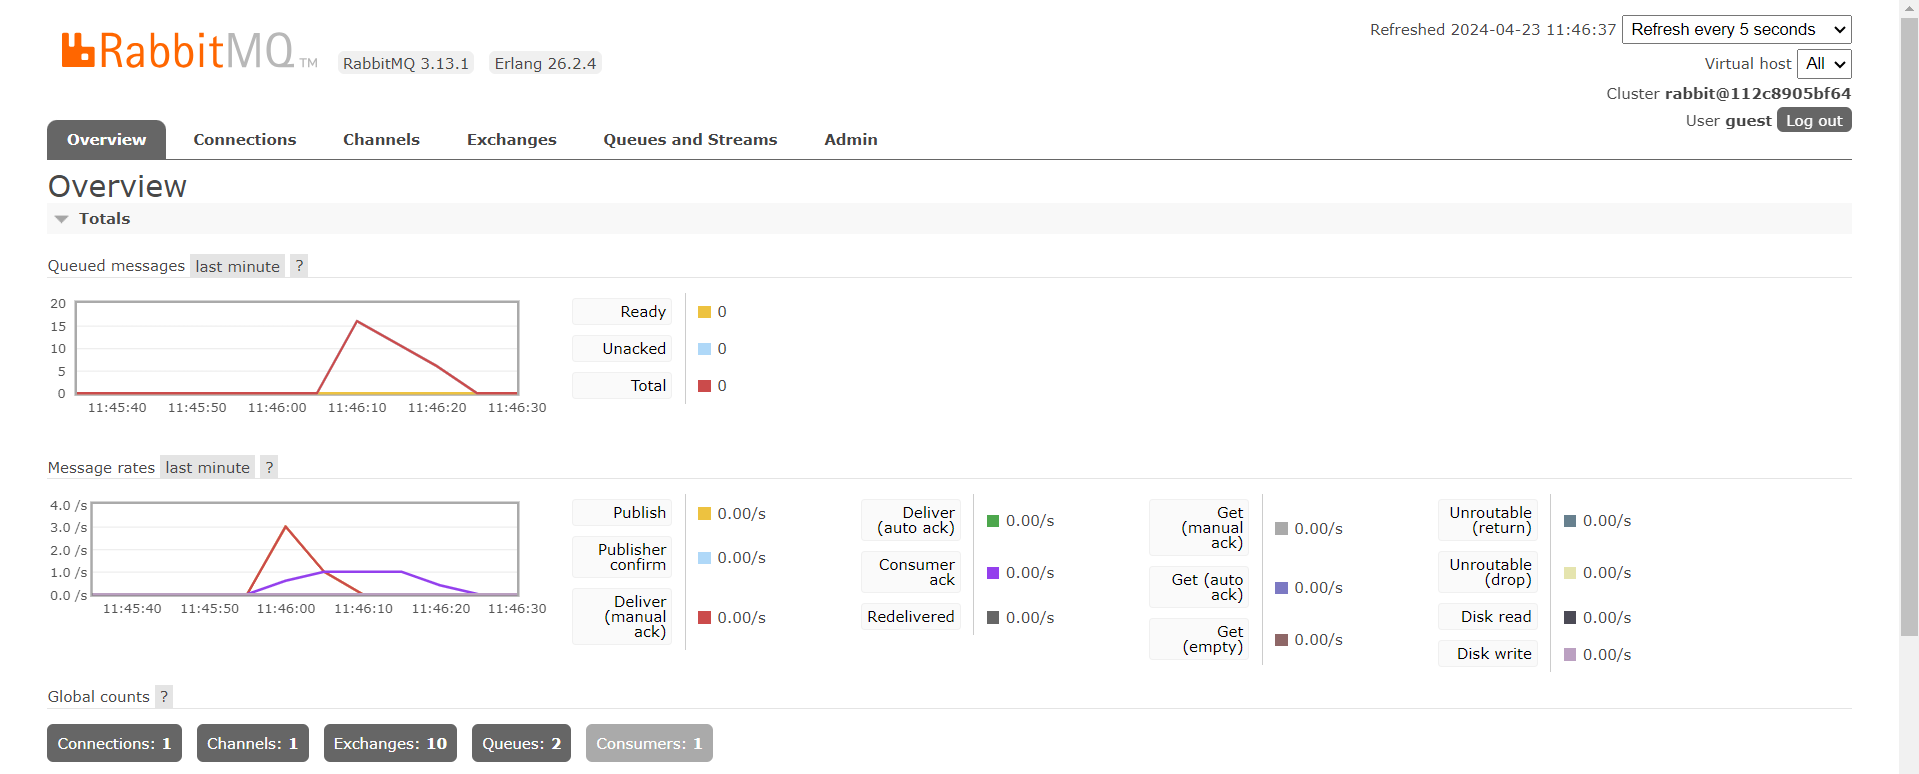 RabbitMQ TM RabbitMQ 3.13.1 Erlang 26.2.4
Refreshed 2024-04-23 11:46:37 Refresh every 5 seconds
Virtual host All
Cluster rabbit@112c8905bf64
User guest Log out
Overview Connections Channels Exchanges Queues and Streams Admin
Overview
Totals
Queued messages last minute ?
20
15
10
5
0
11:45:40 11:45:50 11:46:00 11:46:10 11:46:20 11:46:30
Ready 0
Unacked 0
Total 0
Message rates last minute ?
4.0 /s
3.0 /s
2.0 /s
1.0 /s
0.0 /s
11:45:40 11:45:50 11:46:00 11:46:10 11:46:20 11:46:30
Publish 0.00/s
Publisher
confirm 0.00/s
Deliver
(manual
ack) 0.00/s
Deliver
(auto ack) 0.00/s
Consumer
ack 0.00/s
Redelivered 0.00/s
Get
(manual
ack) 0.00/s
Get (auto
ack) 0.00/s
Get
(empty) 0.00/s
Unroutable
(return) 0.00/s
Unroutable
(drop) 0.00/s
Disk read 0.00/s
Disk write 0.00/s
Global counts ?
Connections: 1 Channels: 1 Exchanges: 10 Queues: 2 Consumers: 1